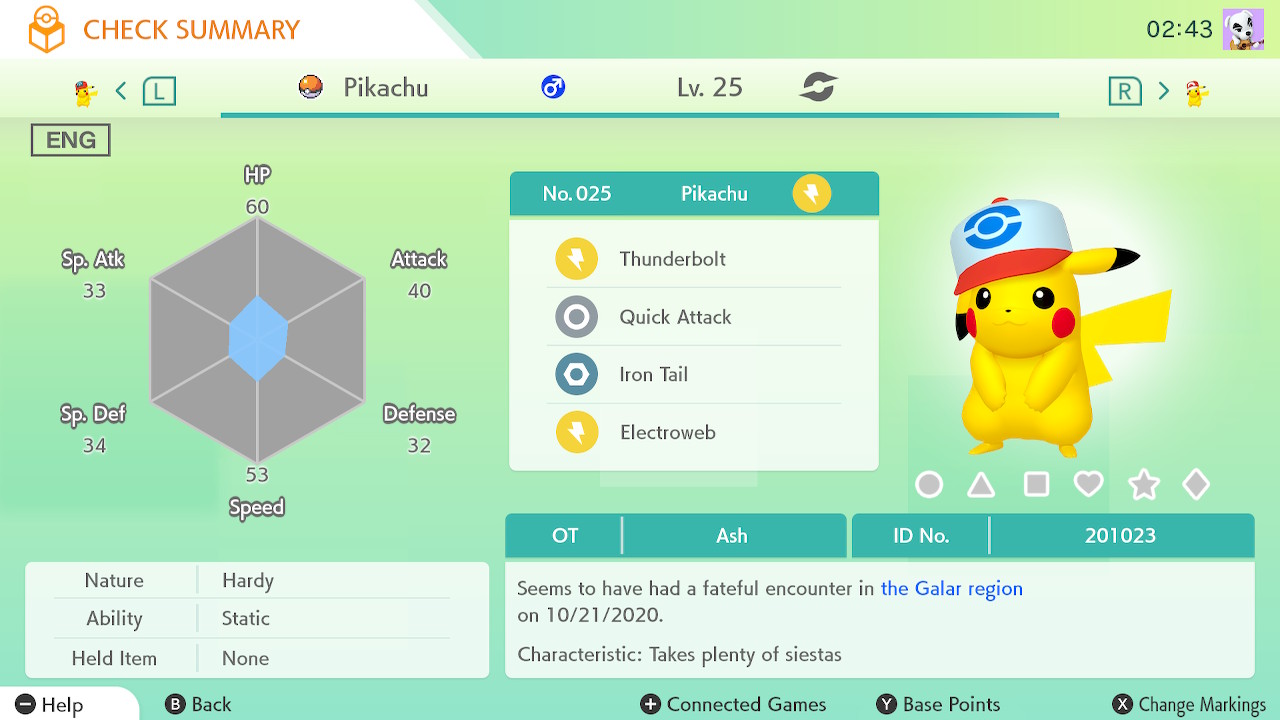 CHECK SUMMARY
02:43
L
Pikachu
Lv. 25
R
ENG
HP
60
Sp. Atk
33
Attack
40
Sp. Def
34
Defense
32
53
Speed
No. 025 Pikachu
Thunderbolt
Quick Attack
Iron Tail
Electroweb
OT Ash ID No. 201023
Seems to have had a fateful encounter in the Galar region
on 10/21/2020.
Characteristic: Takes plenty of siestas
Nature Hardy
Ability Static
Held Item None
Help
B Back
Connected Games
Y Base Points
X Change Markings